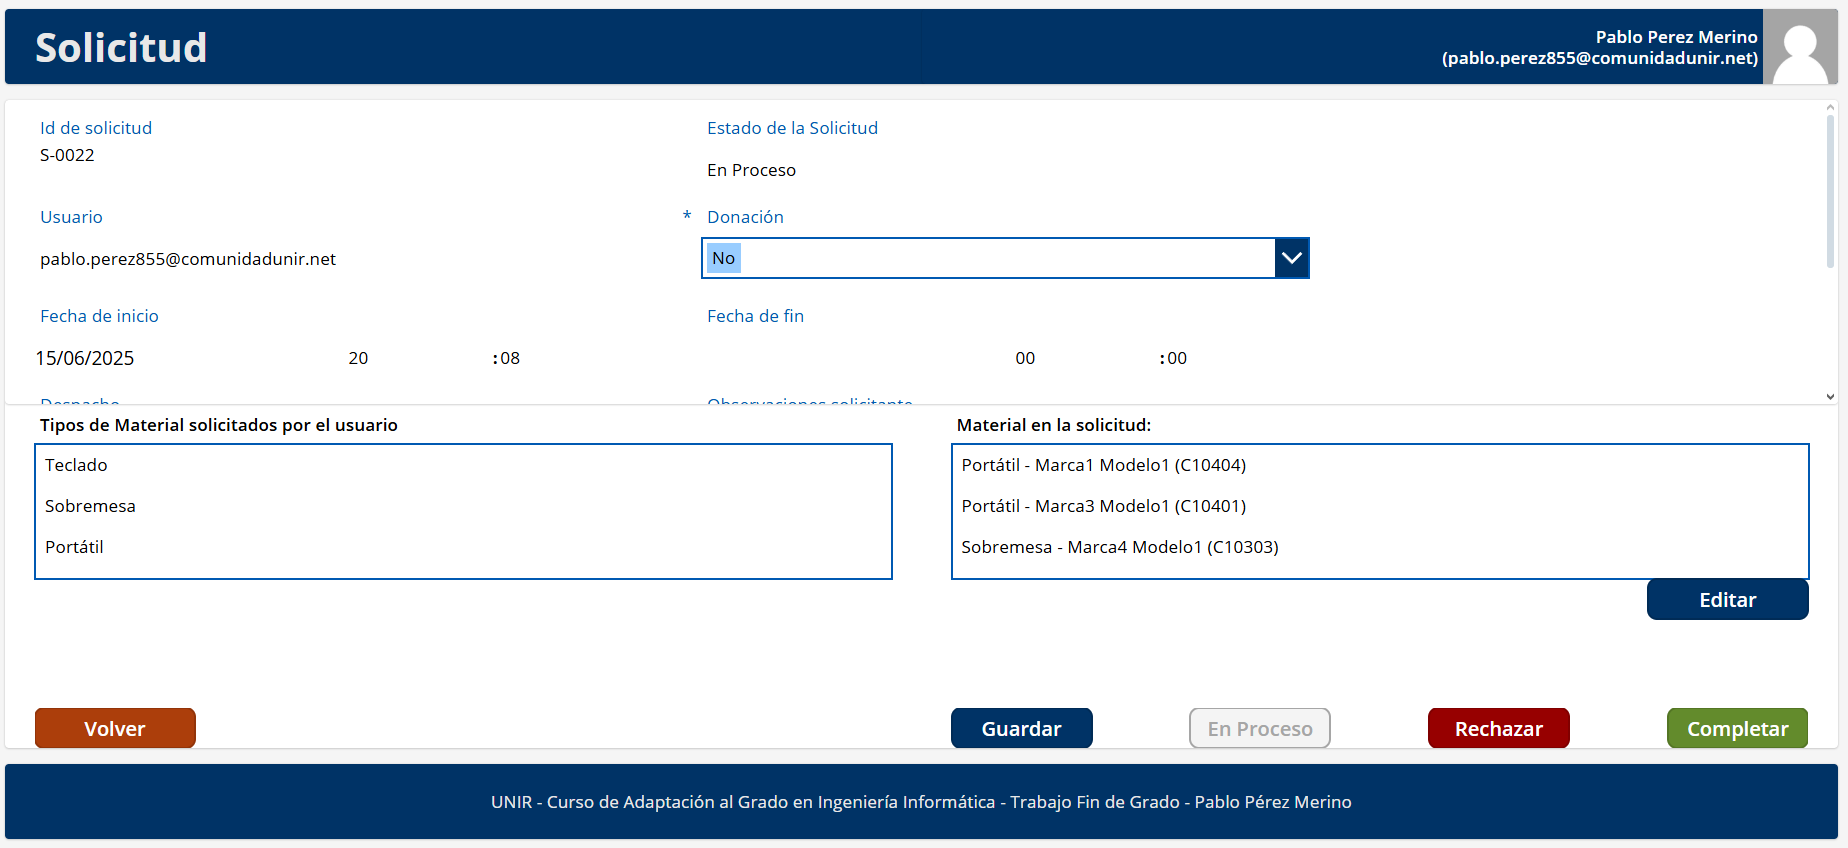 Solicitud
Pablo Perez Merino
(pablo.perez855@comunidadunir.net)
Id de solicitud
S-0022
Estado de la Solicitud
En Proceso
Usuario
pablo.perez855@comunidadunir.net
* Donación
No
Fecha de inicio
15/06/2025 20 :08
Fecha de fin
00 :00
Despacho
Observaciones solicitante
Tipos de Material solicitados por el usuario
Teclado
Sobremesa
Portátil
Material en la solicitud:
Portátil - Marca1 Modelo1 (C10404)
Portátil - Marca3 Modelo1 (C10401)
Sobremesa - Marca4 Modelo1 (C10303)
Editar
Volver
Guardar
En Proceso
Rechazar
Completar
UNIR - Curso de Adaptación al Grado en Ingeniería Informática - Trabajo Fin de Grado - Pablo Pérez Merino